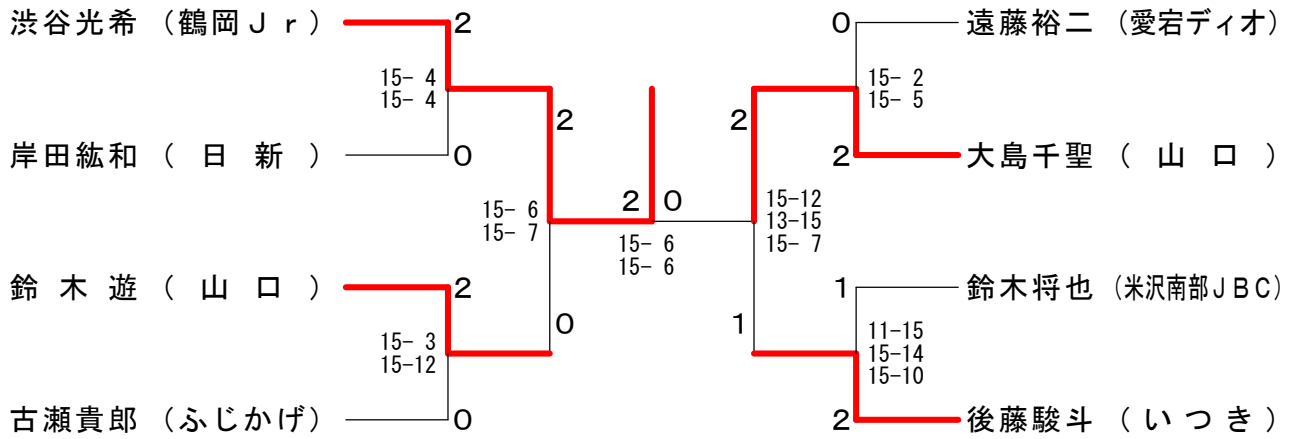 渋谷光希 (鶴岡Ｊｒ) 2 0 遠藤裕二 (愛宕ディオ)
15- 4 15- 2
15- 4 15- 5
2 2
岸田紘和 ( 日 新 ) 0 2 大島千聖 ( 山 口 )
15- 6 2 0 15-12
15- 7 13-15
15- 6 15- 7
15- 6
鈴 木 遊 ( 山 口 ) 2 1 鈴木将也 (米沢南部ＪＢＣ)
0 1
15- 3 11-15
15-12 15-14
15-10
古瀬貴郎 (ふじかげ) 0 2 後藤駿斗 ( い つ き )